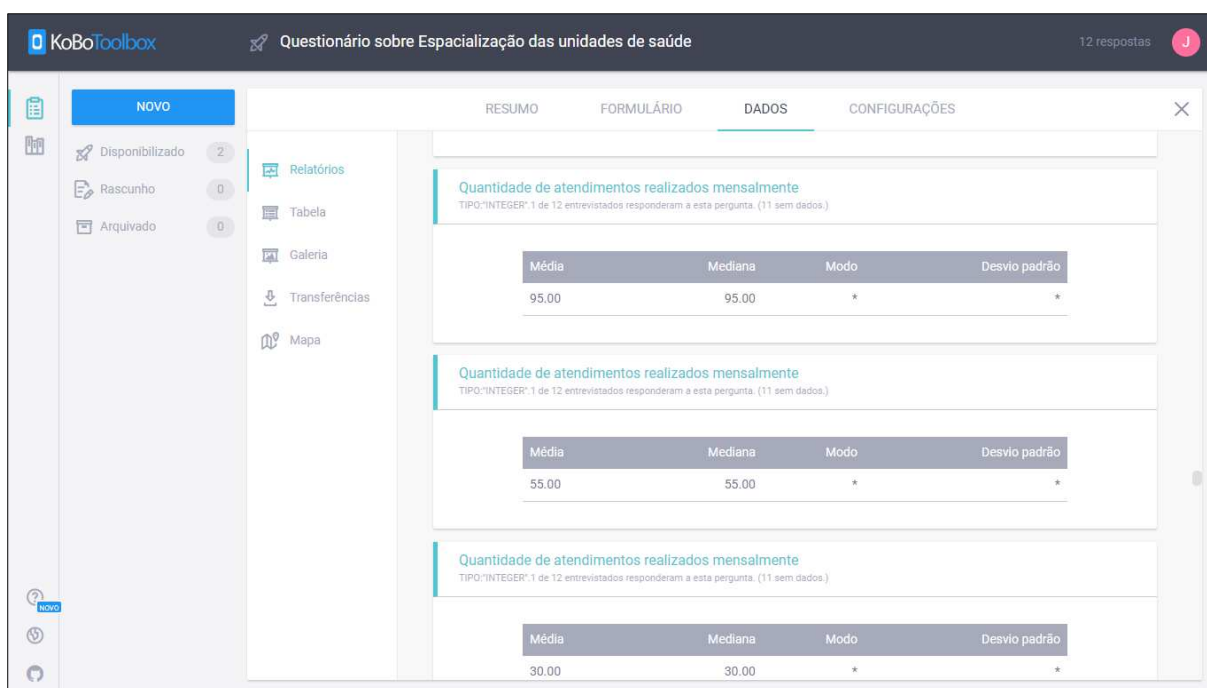 KoBoToolbox
Questionário sobre Espacialização das unidades de saúde
12 respostas
J
NOVO
Disponibilizado 2
Rascunho 0
Arquivado 0
RESUMO FORMULÁRIO DADOS CONFIGURAÇÕES
Relatórios
Tabela
Galeria
Transferências
Mapa
Quantidade de atendimentos realizados mensalmente
TIPO:"INTEGER".1 de 12 entrevistados responderam a esta pergunta. (11 sem dados.)
Média Mediana Modo Desvio padrão
95.00 95.00 * *
Quantidade de atendimentos realizados mensalmente
TIPO:"INTEGER".1 de 12 entrevistados responderam a esta pergunta. (11 sem dados.)
Média Mediana Modo Desvio padrão
55.00 55.00 * *
Quantidade de atendimentos realizados mensalmente
TIPO:"INTEGER".1 de 12 entrevistados responderam a esta pergunta. (11 sem dados.)
Média Mediana Modo Desvio padrão
30.00 30.00 * *
NOVO